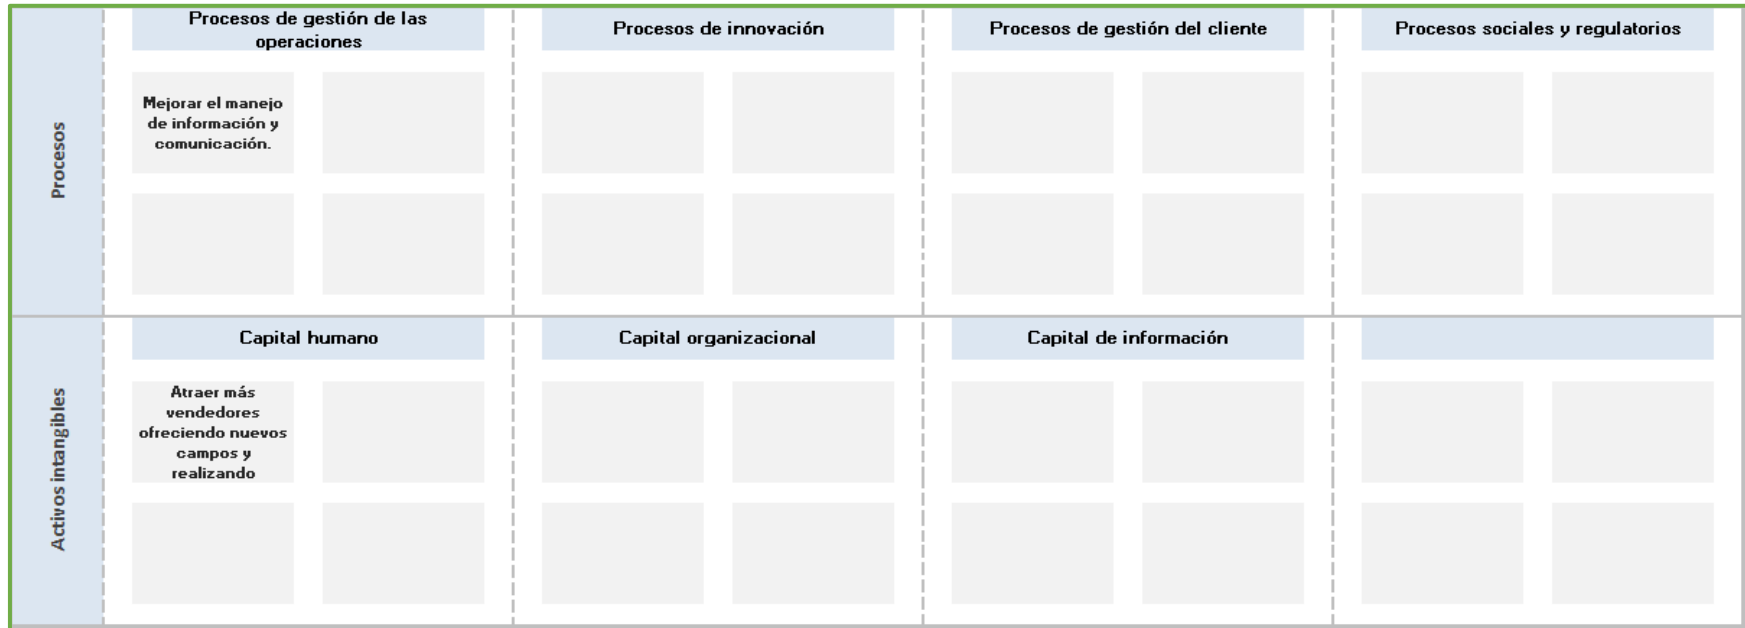 Procesos de gestión de las
operaciones
Procesos de innovación
Procesos de gestión del cliente
Procesos sociales y regulatorios
Procesos
Mejorar el manejo
de información y
comunicación.
Capital humano
Capital organizacional
Capital de información
Activos intangibles
Atraer más
vendedores
ofreciendo nuevos
campos y
realizando